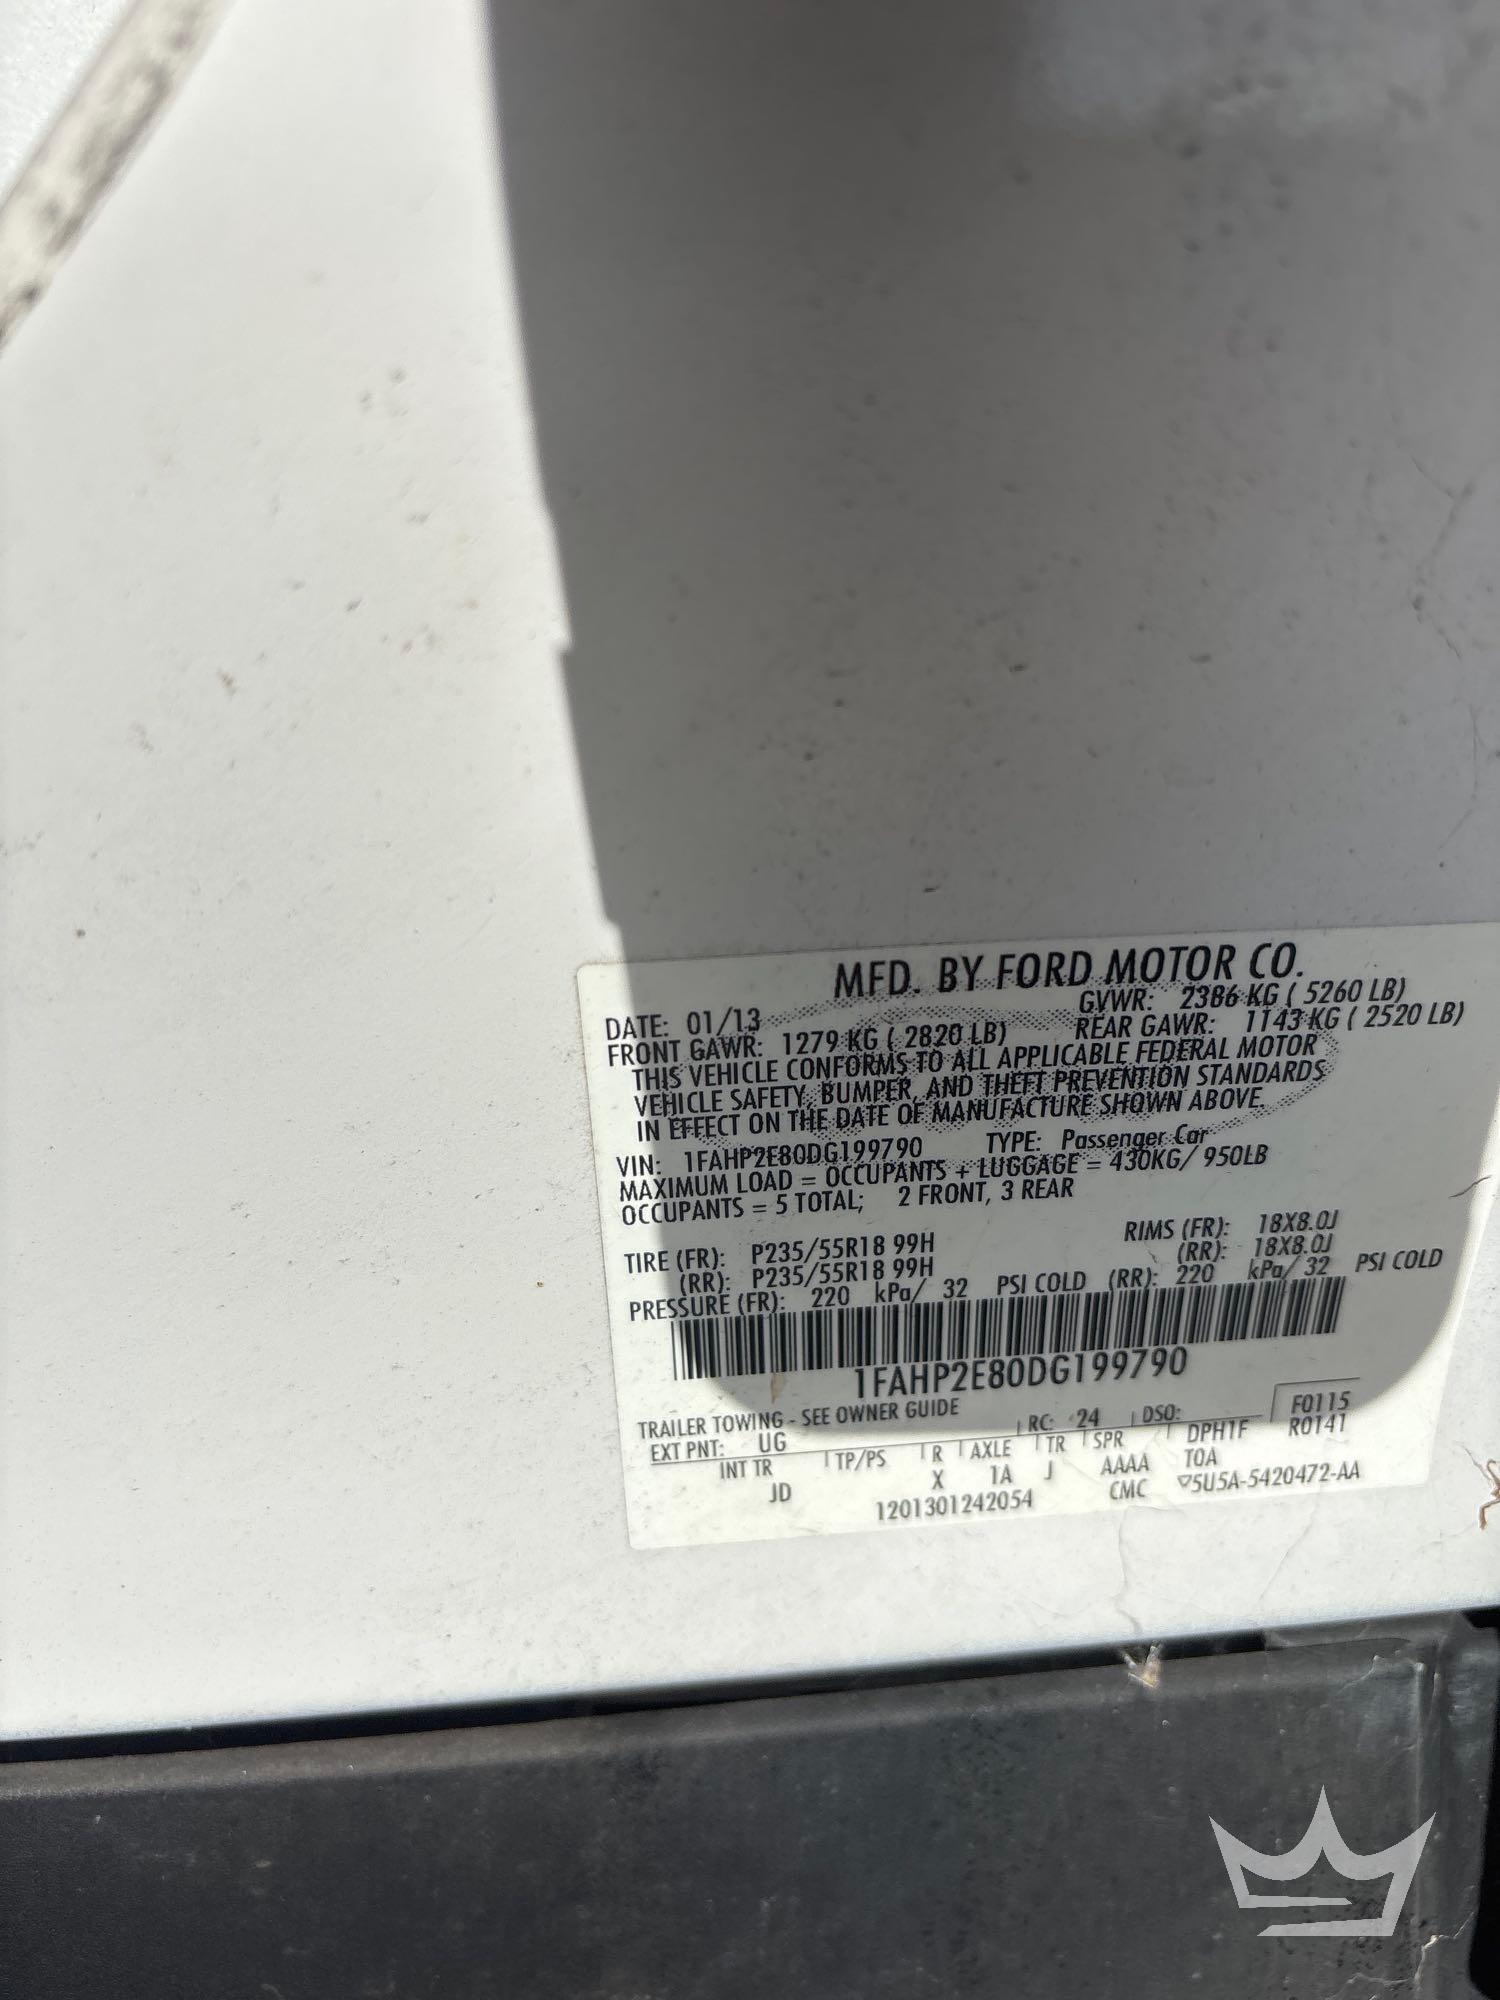 MFD. BY FORD MOTOR CO.
DATE: 01/13 GVWR: 2386 KG ( 5260 LB)
FRONT GAWR: 1279 KG ( 2820 LB) REAR GAWR: 1143 KG ( 2520 LB)
THIS VEHICLE CONFORMS TO ALL APPLICABLE FEDERAL MOTOR
VEHICLE SAFETY, BUMPER, AND THEFT PREVENTION STANDARDS
IN EFFECT ON THE DATE OF MANUFACTURE SHOWN ABOVE.
VIN: 1FAHP2E80DG199790 TYPE: Passenger Car
MAXIMUM LOAD = OCCUPANTS + LUGGAGE = 430KG/ 950LB
OCCUPANTS = 5 TOTAL; 2 FRONT, 3 REAR
TIRE (FR): P235/55R18 99H RIMS (FR): 18X8.0J
(RR): P235/55R18 99H (RR): 18X8.0J
PRESSURE (FR): 220 kPa/ 32 PSI COLD (RR): 220 kPa/ 32 PSI COLD
1FAHP2E80DG199790
TRAILER TOWING - SEE OWNER GUIDE
EXT PNT: UG RC: 24 DSO: F0115
INT TR TP/PS R AXLE TR SPR DPH1F R0141
JD X 1A J AAAA T0A
1201301242054 CMC ▽5U5A-5420472-AA